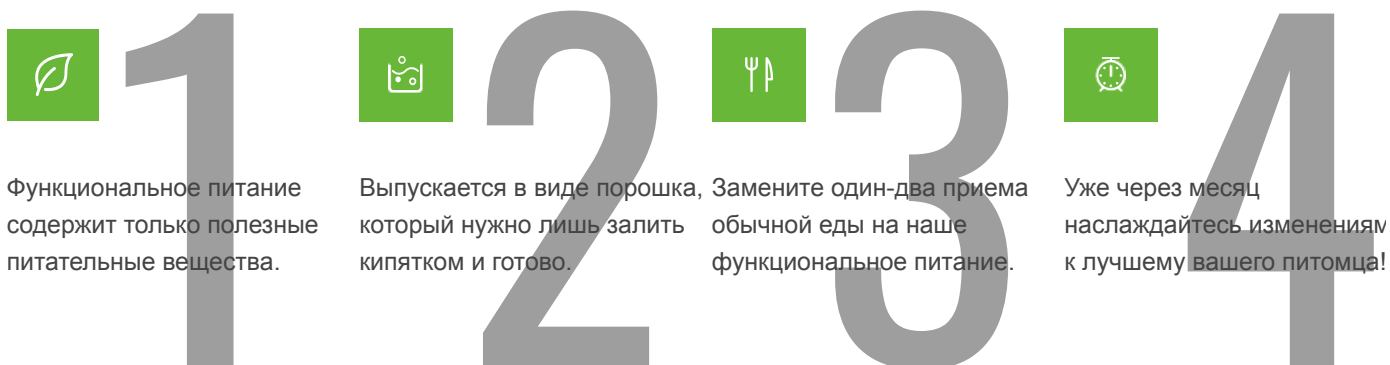 1
Функциональное питание
содержит только полезные
питательные вещества.
2
Выпускается в виде порошка,
который нужно лишь залить
кипятком и готово.
3
Замените один-два приема
обычной еды на наше
функциональное питание.
4
Уже через месяц
наслаждайтесь изменениям
к лучшему вашего питомца!